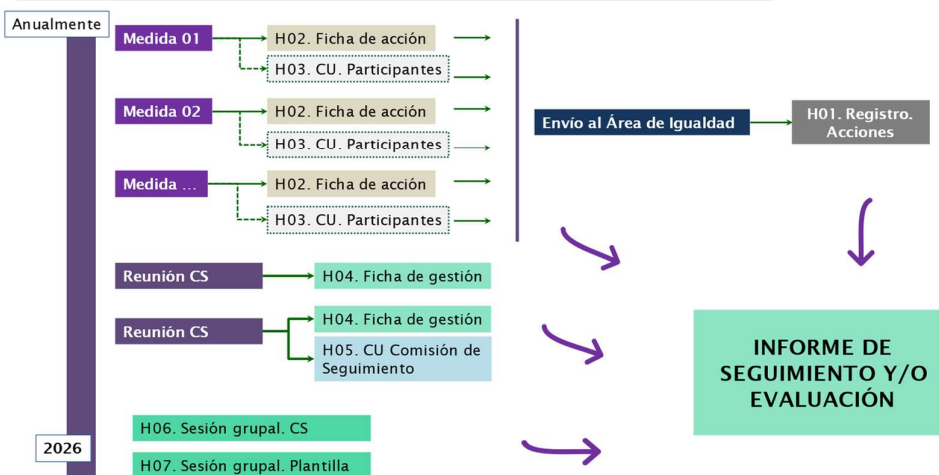 Anualmente
Medida 01
H02. Ficha de acción
H03. CU. Participantes
Medida 02
H02. Ficha de acción
H03. CU. Participantes
Medida ...
H02. Ficha de acción
H03. CU. Participantes
Envío al Área de Igualdad
H01. Registro.
Acciones
Reunión CS
H04. Ficha de gestión
Reunión CS
H04. Ficha de gestión
H05. CU Comisión de
Seguimiento
INFORME DE
SEGUIMIENTO Y/O
EVALUACIÓN
2026
H06. Sesión grupal. CS
H07. Sesión grupal. Plantilla